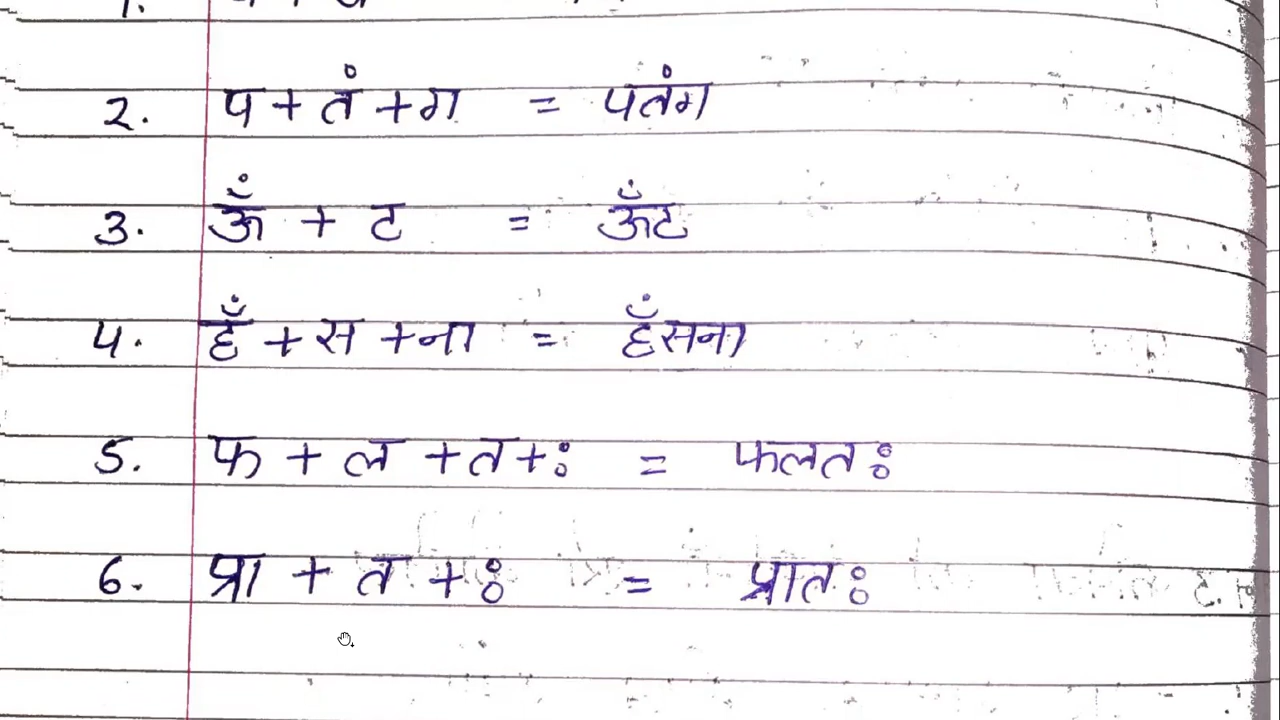 2. प + तं + ग = पतंग
3. ऊँ + ट = ऊँट
4. हँ + स + ना = हँसना
5. फ + ल + त + ः = फलतः
6. प्रा + त + ः = प्रातः